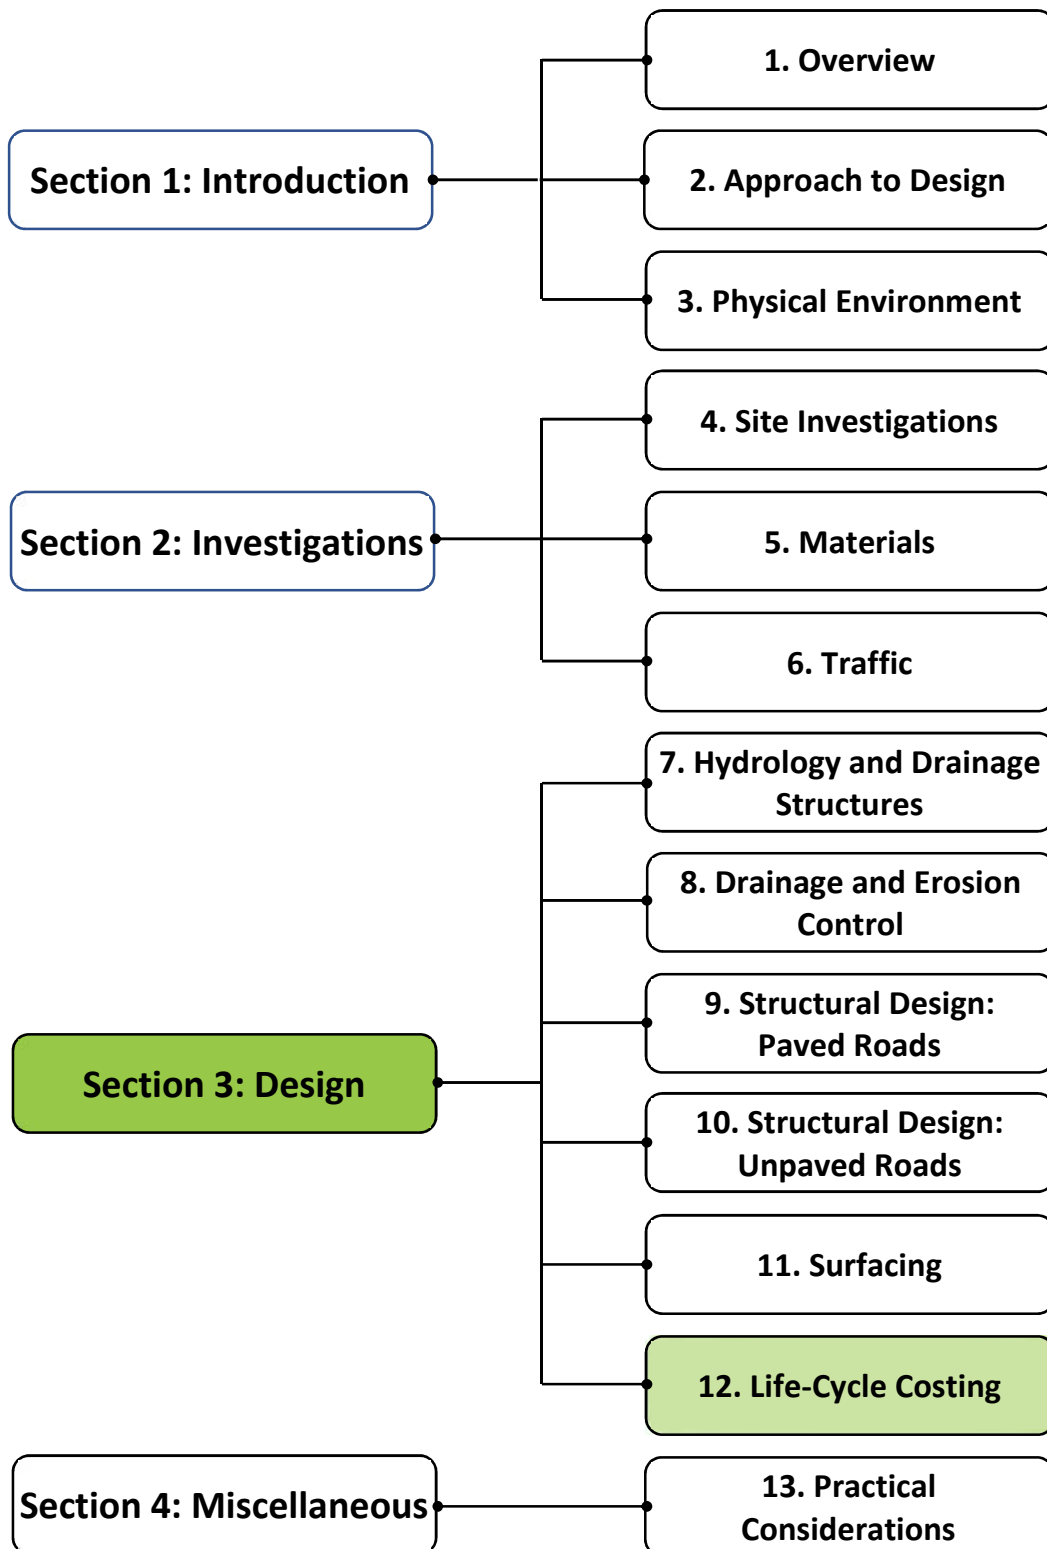 Section 1: Introduction
1. Overview
2. Approach to Design
3. Physical Environment
Section 2: Investigations
4. Site Investigations
5. Materials
6. Traffic
Section 3: Design
7. Hydrology and Drainage
Structures
8. Drainage and Erosion
Control
9. Structural Design:
Paved Roads
10. Structural Design:
Unpaved Roads
11. Surfacing
12. Life-Cycle Costing
Section 4: Miscellaneous
13. Practical
Considerations